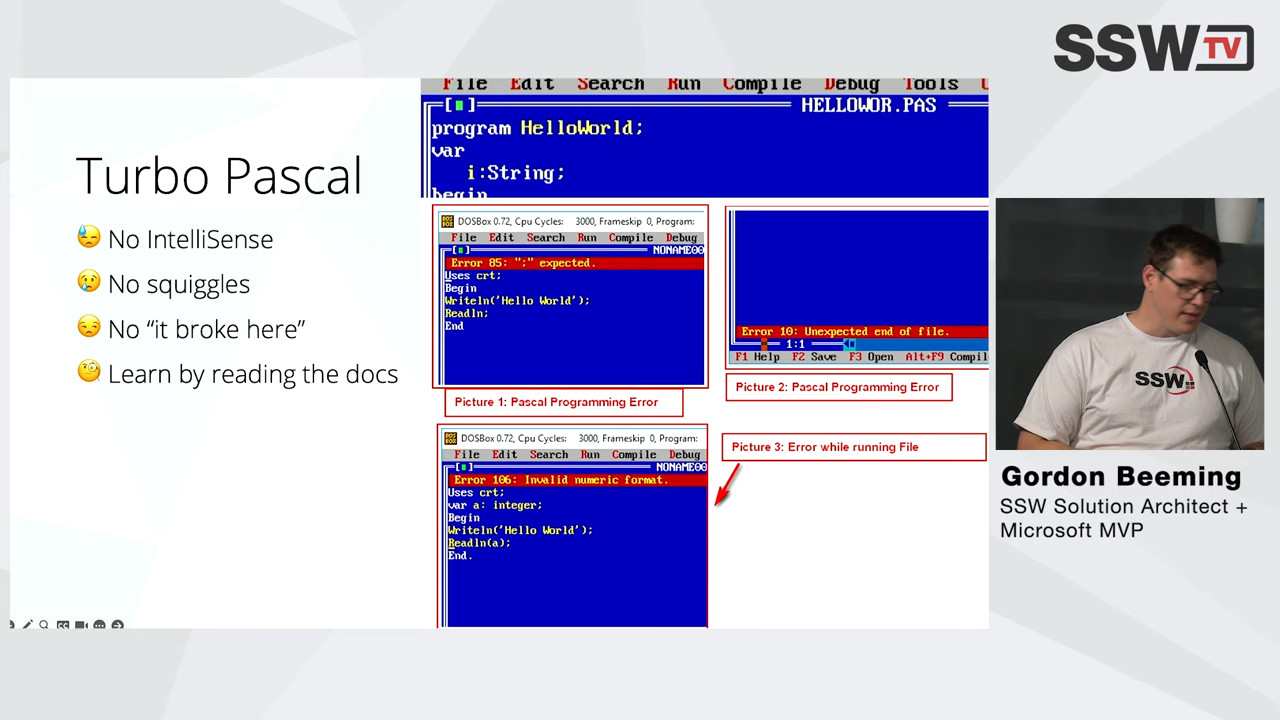 SSW TV
File Edit Search Run Compile Debug Tools
[ ] HELLOWOR.PAS
program HelloWorld;
var
i:String;
begin
Turbo Pascal
No IntelliSense
No squiggles
No “it broke here”
Learn by reading the docs
DOSBox 0.72, Cpu Cycles: 3000, Frameskip 0, Program:
File Edit Search Run Compile Debug
[ ] NONAME00
Error 85: ";" expected.
Uses crt;
Begin
Writeln('Hello World');
Readln;
End
Picture 1: Pascal Programming Error
Error 10: Unexpected end of file.
1:1
F1 Help F2 Save F3 Open Alt+F9 Compil
Picture 2: Pascal Programming Error
DOSBox 0.72, Cpu Cycles: 3000, Frameskip 0, Program:
File Edit Search Run Compile Debug
[ ] NONAME00
Error 106: Invalid numeric format.
Uses crt;
var a: integer;
Begin
Writeln('Hello World');
Readln(a);
End.
Picture 3: Error while running File
SSW
Gordon Beeming
SSW Solution Architect +
Microsoft MVP